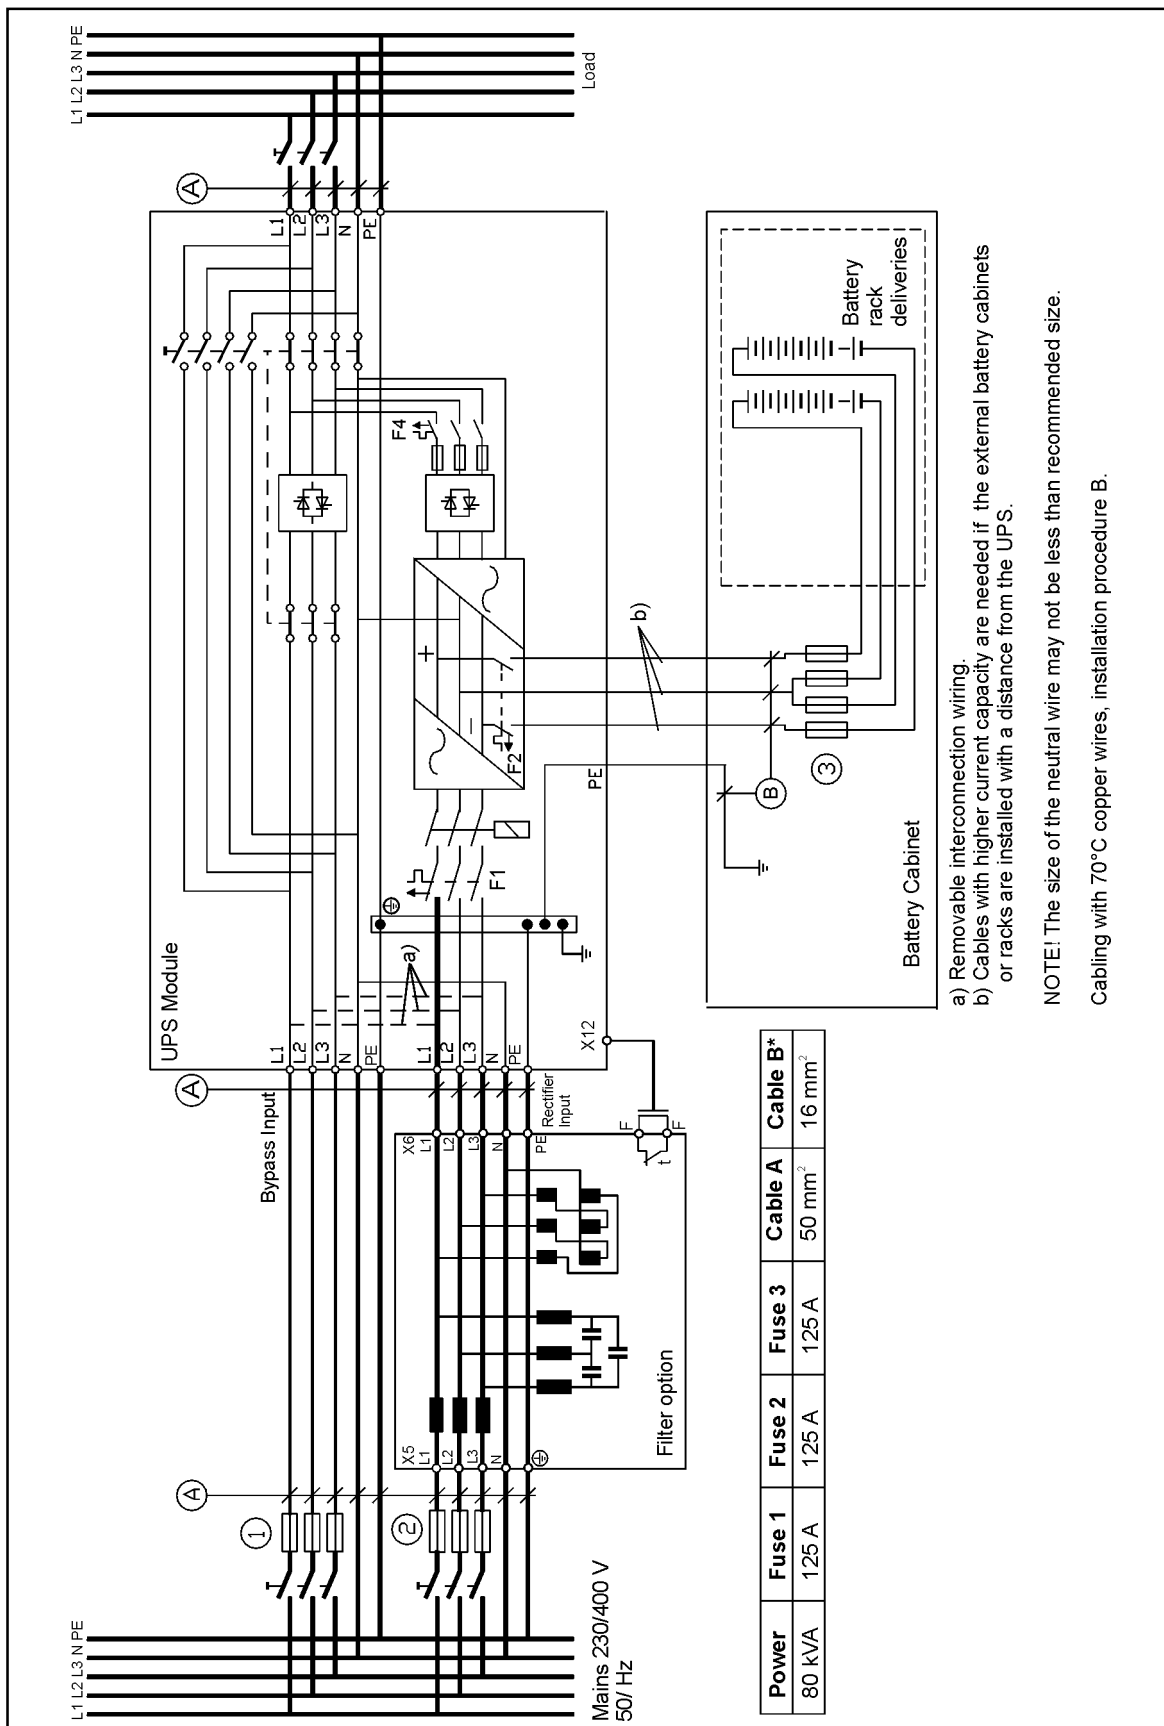 L1 L2 L3 N PE
Mains 230/400 V
50/ Hz
1
2
A
Bypass Input
X5
L1
L2
L3
N
Filter option
X6
L1
L2
L3
N
PE
F
F
t
Rectifier
Input
A
UPS Module
L1
L2
L3
N
PE
L1
L2
L3
N
PE
X12
a)
F1
F2
+
–
F4
PE
b)
L1
L2
L3
N
PE
A
L1 L2 L3 N PE
Load
Battery Cabinet
B
3
Battery
rack
deliveries
Power Fuse 1 Fuse 2 Fuse 3 Cable A Cable B*
80 kVA 125 A 125 A 125 A 50 mm² 16 mm²
a) Removable interconnection wiring.
b) Cables with higher current capacity are needed if the external battery cabinets
or racks are installed with a distance from the UPS.
NOTE! The size of the neutral wire may not be less than recommended size.
Cabling with 70°C copper wires, installation procedure B.